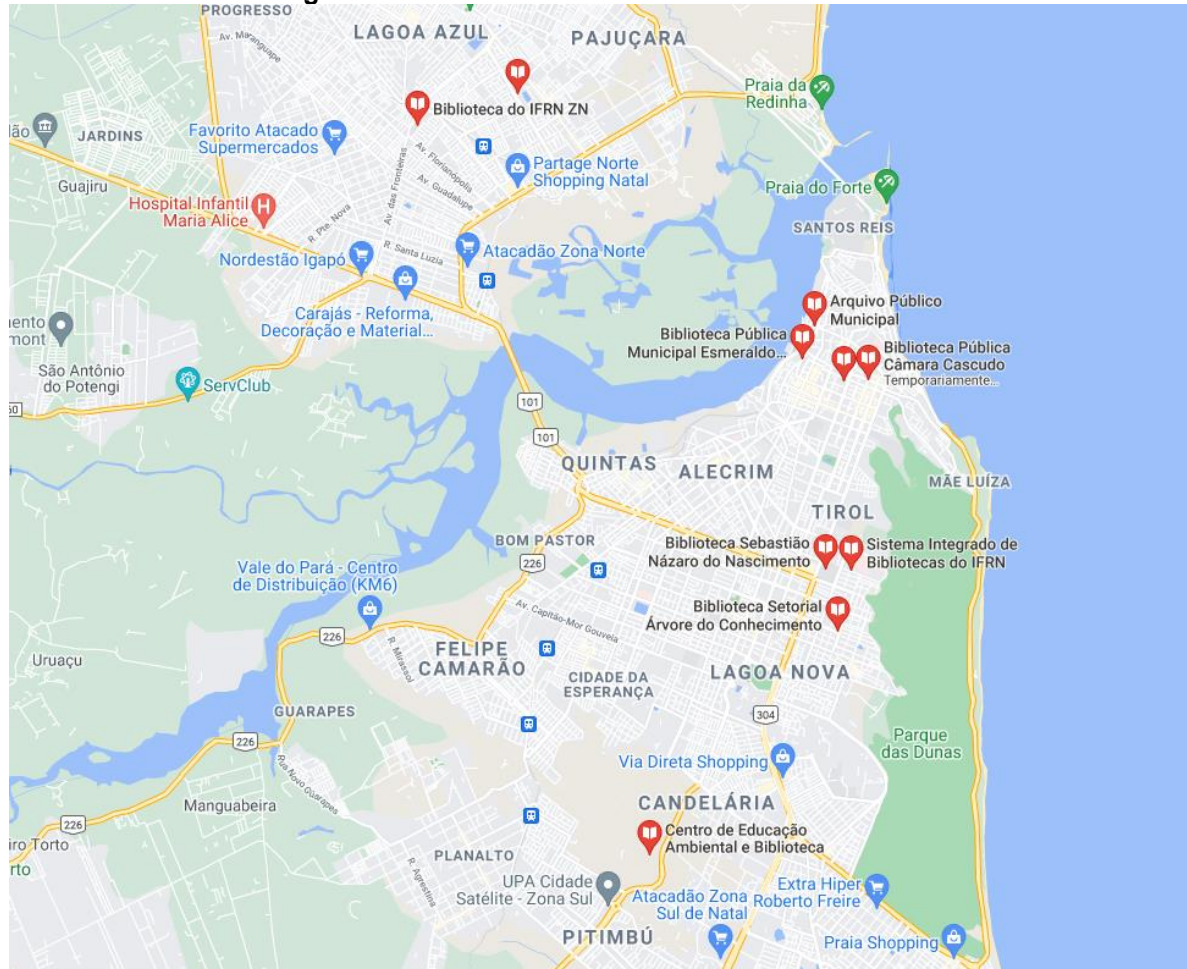 PROGRESSO
LAGOA AZUL
PAJUÇARA
Av. Maranguape
Biblioteca do IFRN ZN
Praia da
Redinha
JARDINS
Favorito Atacado
Supermercados
Av. Florianópolis
Av. das Fronteiras
Av. Guadalupe
Partage Norte
Shopping Natal
Guajiru
Praia do Forte
Hospital Infantil
Maria Alice
R. Pte. Nova
SANTOS REIS
R. Santa Luzia
Nordestão Igapó
Atacadão Zona Norte
Carajás - Reforma,
Decoração e Material...
Arquivo Público
Municipal
Biblioteca Pública
Municipal Esmeraldo...
Biblioteca Pública
Câmara Cascudo
Temporariamente...
mont
São Antônio
do Potengi
ServClub
101
101
QUINTAS
ALECRIM
MÃE LUÍZA
TIROL
BOM PASTOR
Biblioteca Sebastião
Názaro do Nascimento
Sistema Integrado de
Bibliotecas do IFRN
226
Vale do Pará - Centro
de Distribuição (KM6)
Av. Capitão-Mor Gouveia
Biblioteca Setorial
Árvore do Conhecimento
226
R. Mirassol
FELIPE
CAMARÃO
Uruaçu
CIDADE DA
ESPERANÇA
LAGOA NOVA
GUARAPES
304
226
Parque
das Dunas
Rua Novo Guarapes
Via Direta Shopping
Manguabeira
CANDELÁRIA
226
iro Torto
rto
Centro de Educação
Ambiental e Biblioteca
PLANALTO
R. Agrestina
UPA Cidade
Satélite - Zona Sul
Atacadão Zona
Sul de Natal
Extra Hiper
Roberto Freire
PITIMBÚ
Praia Shopping